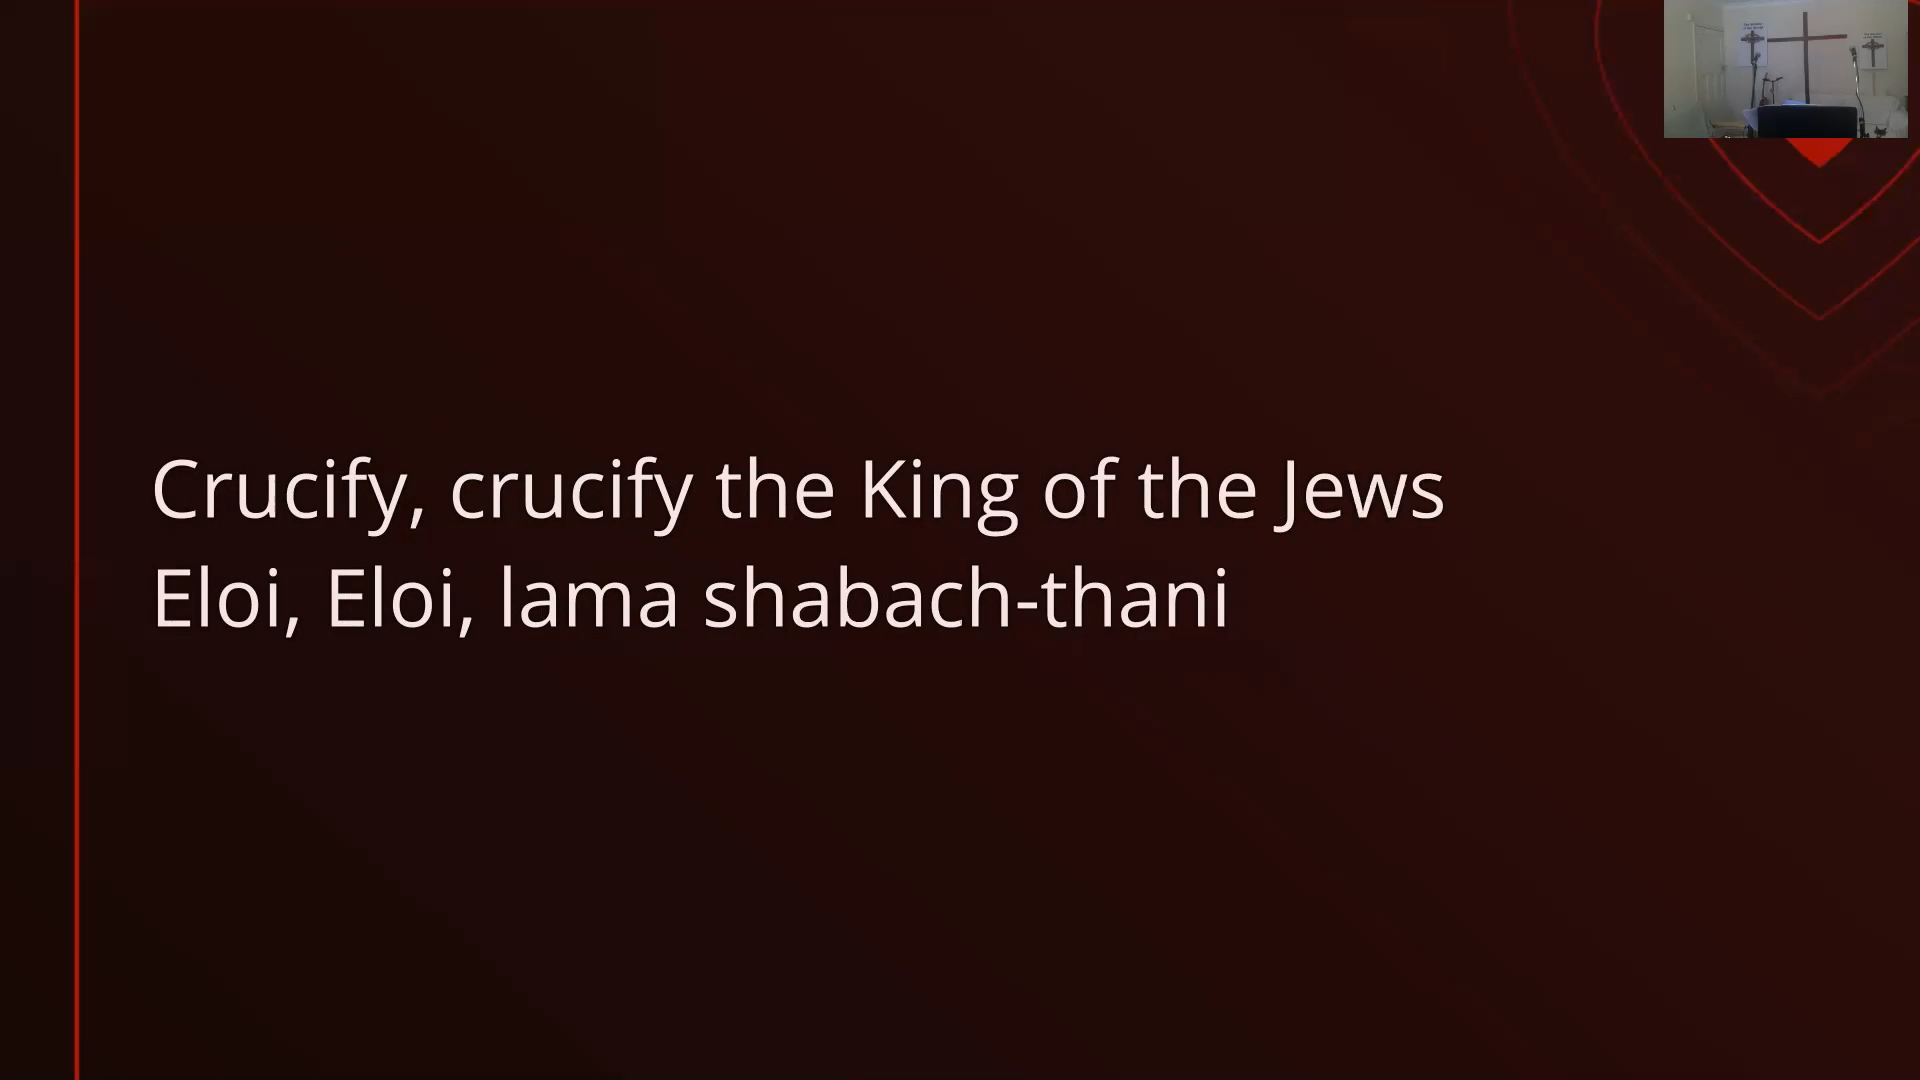 Crucify, crucify the King of the Jews
Eloi, Eloi, lama shabach-thani